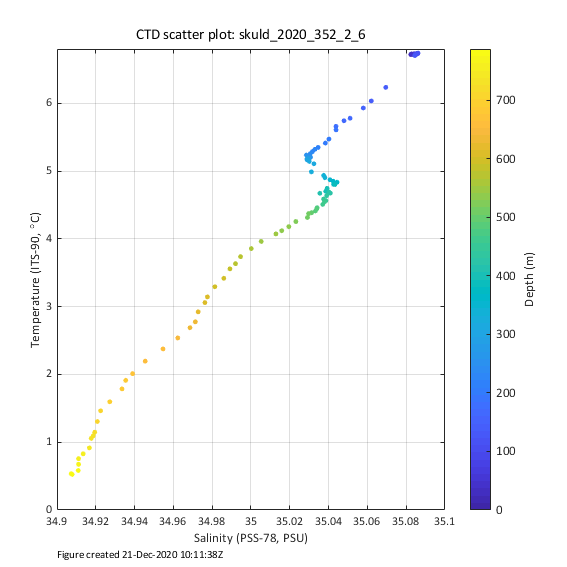 CTD scatter plot: skuld_2020_352_2_6
Temperature (ITS-90, °C)
6
5
4
3
2
1
0
34.9 34.92 34.94 34.96 34.98 35 35.02 35.04 35.06 35.08 35.1
Salinity (PSS-78, PSU)
700
600
500
400
300
200
100
0
Depth (m)
Figure created 21-Dec-2020 10:11:38Z